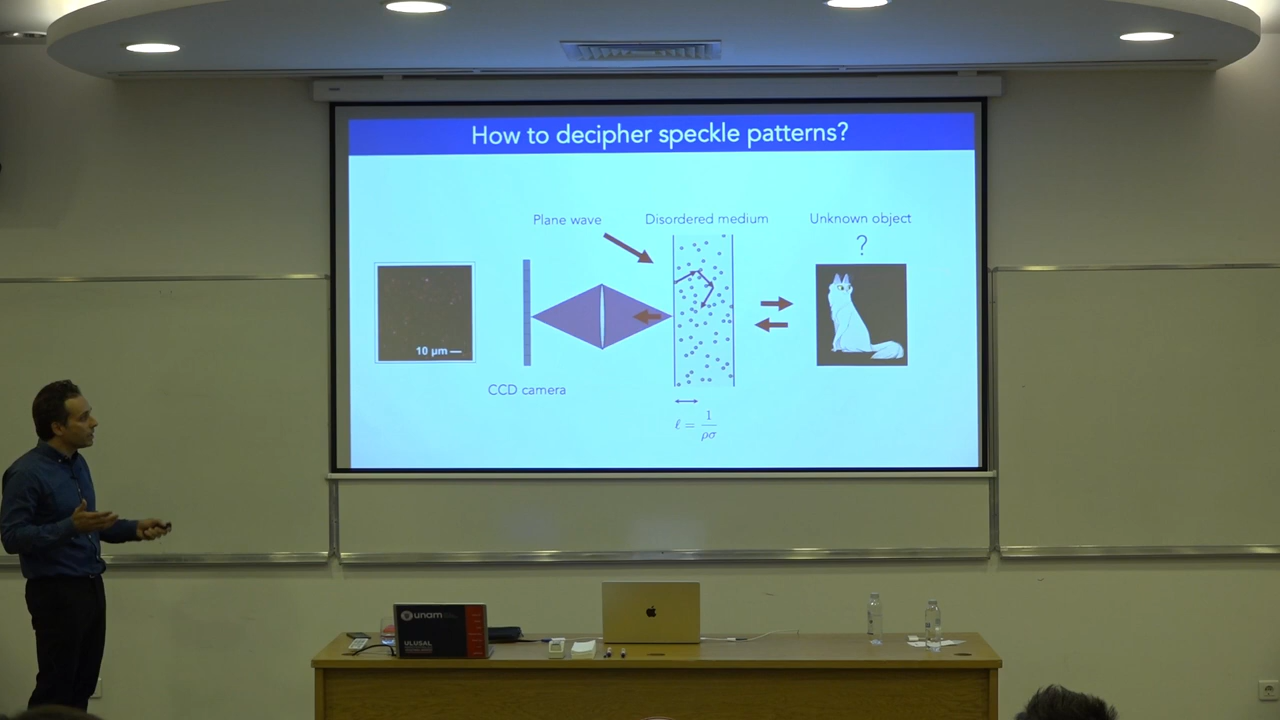 How to decipher speckle patterns?
Plane wave
Disordered medium
Unknown object
?
10 µm
CCD camera
ℓ = 1/ρσ
unam
ULUSAL